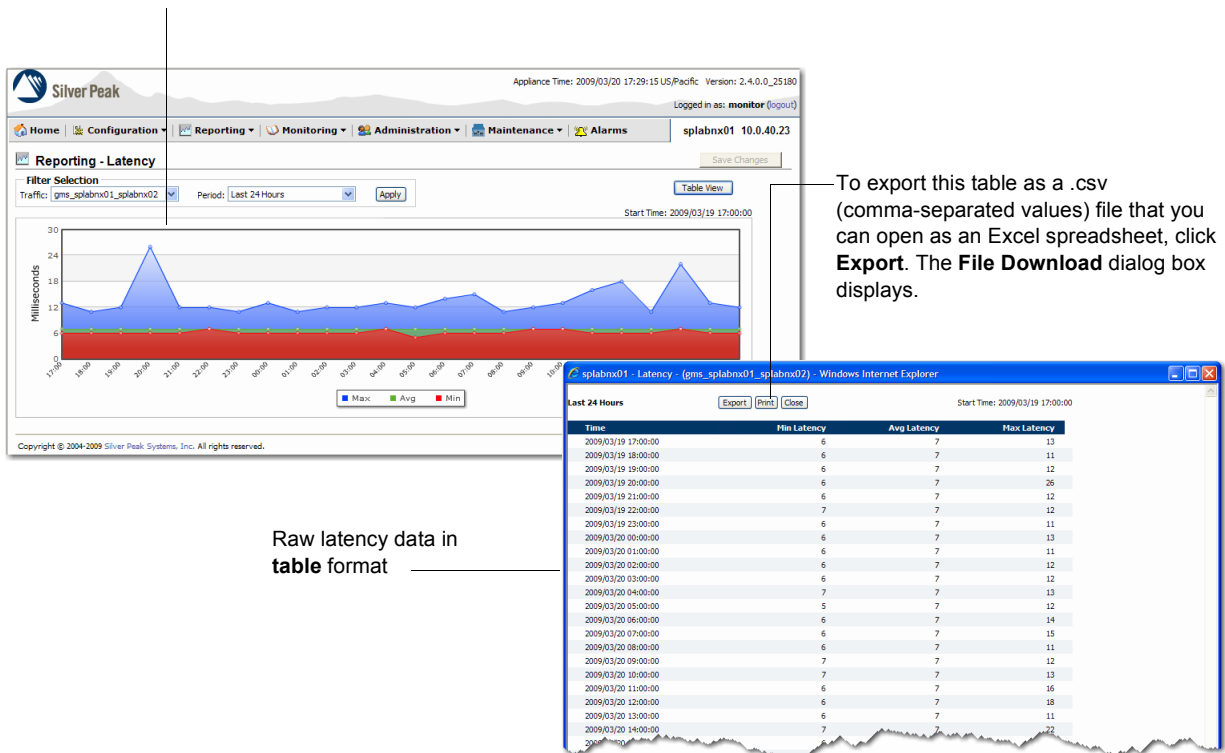 Silver Peak
Appliance Time: 2009/03/20 17:29:15 US/Pacific Version: 2.4.0.0_25180
Logged in as: monitor (logout)
Home Configuration Reporting Monitoring Administration Maintenance Alarms splabnx01 10.0.40.23
Reporting - Latency
Save Changes
Filter Selection
Traffic: gms_splabnx01_splabnx02 Period: Last 24 Hours Apply
Table View
Start Time: 2009/03/19 17:00:00
30
24
18
12
6
0
Milliseconds
17:00 18:00 19:00 20:00 21:00 22:00 23:00 00:00 01:00 02:00 03:00 04:00 05:00 06:00 07:00 08:00 09:00 10:00
Max Avg Min
Copyright © 2004-2009 Silver Peak Systems, Inc. All rights reserved.
To export this table as a .csv
(comma-separated values) file that you
can open as an Excel spreadsheet, click
Export. The File Download dialog box
displays.
splabnx01 - Latency - (gms_splabnx01_splabnx02) - Windows Internet Explorer
Last 24 Hours Export Print Close Start Time: 2009/03/19 17:00:00
Time Min Latency Avg Latency Max Latency
2009/03/19 17:00:00 6 7 13
2009/03/19 18:00:00 6 7 11
2009/03/19 19:00:00 6 7 12
2009/03/19 20:00:00 6 7 26
2009/03/19 21:00:00 6 7 12
2009/03/19 22:00:00 7 7 12
2009/03/19 23:00:00 6 7 11
2009/03/20 00:00:00 6 7 13
2009/03/20 01:00:00 6 7 11
2009/03/20 02:00:00 6 7 12
2009/03/20 03:00:00 6 7 12
2009/03/20 04:00:00 7 7 13
2009/03/20 05:00:00 5 7 12
2009/03/20 06:00:00 6 7 14
2009/03/20 07:00:00 6 7 15
2009/03/20 08:00:00 6 7 11
2009/03/20 09:00:00 7 7 12
2009/03/20 10:00:00 7 7 13
2009/03/20 11:00:00 6 7 16
2009/03/20 12:00:00 6 7 18
2009/03/20 13:00:00 6 7 11
2009/03/20 14:00:00 7 7 22
Raw latency data in
table format